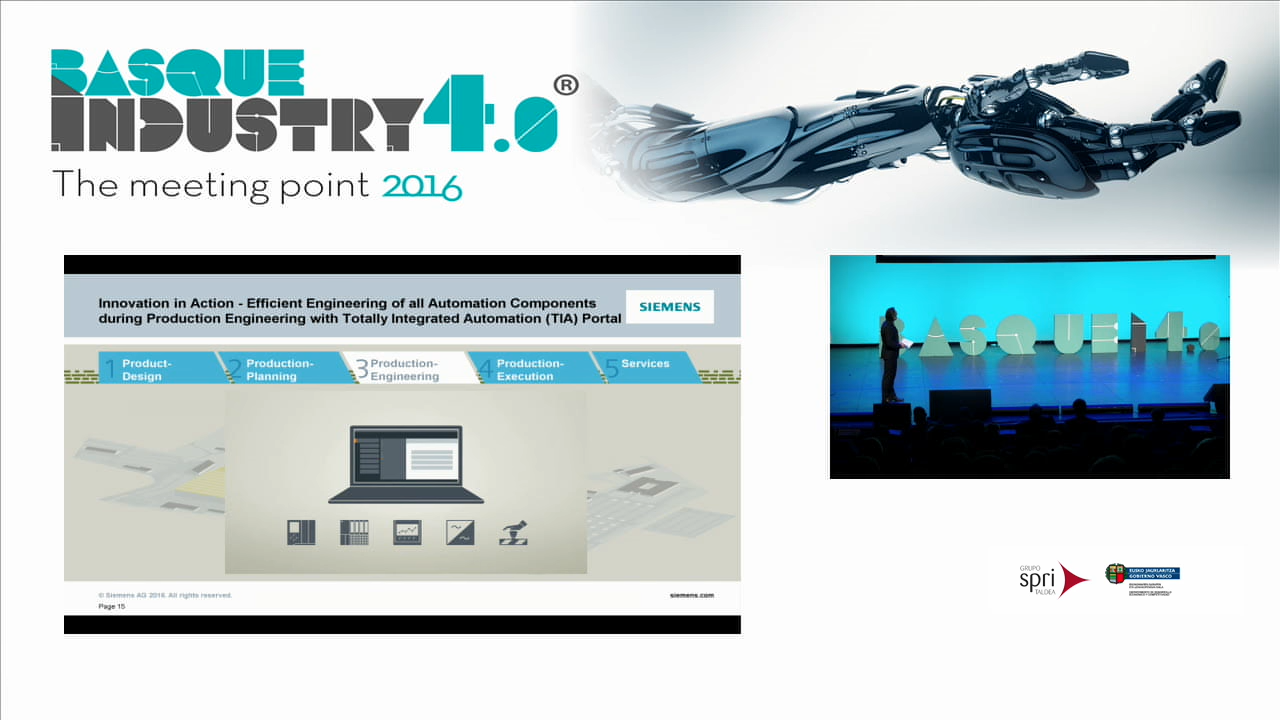 BASQUE
INDUSTRY 4.0®
The meeting point 2016
Innovation in Action - Efficient Engineering of all Automation Components
during Production Engineering with Totally Integrated Automation (TIA) Portal
SIEMENS
1 Product-
Design
2 Production-
Planning
3 Production-
Engineering
4 Production-
Execution
5 Services
© Siemens AG 2016. All rights reserved.
siemens.com
Page 15
BASQUE I4.0
GRUPO
spri
TALDEA
EUSKO JAURLARITZA
GOBIERNO VASCO